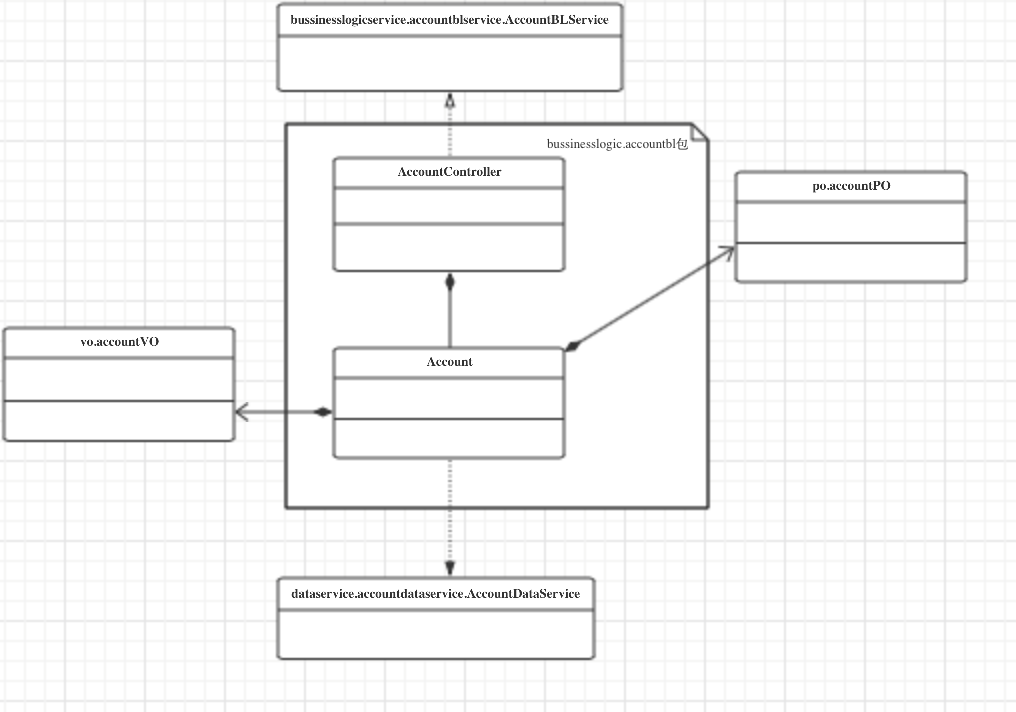 bussinesslogicservice.accountblservice.AccountBLService
bussinesslogic.accountbl包
AccountController
po.accountPO
vo.accountVO
Account
dataservice.accountdataservice.AccountDataService